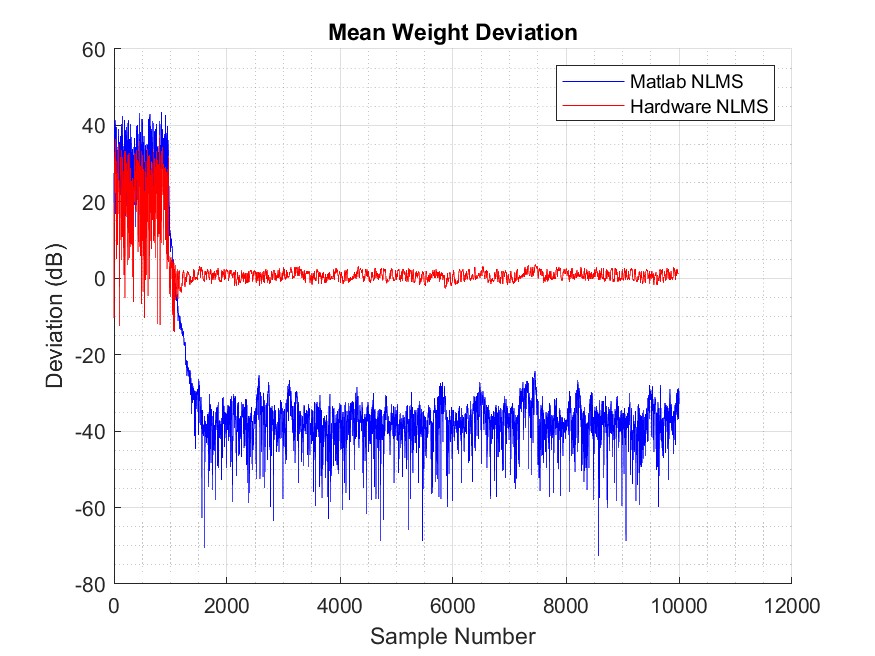 Mean Weight Deviation
Matlab NLMS
Hardware NLMS
60
40
20
0
-20
-40
-60
-80
Deviation (dB)
0 2000 4000 6000 8000 10000 12000
Sample Number